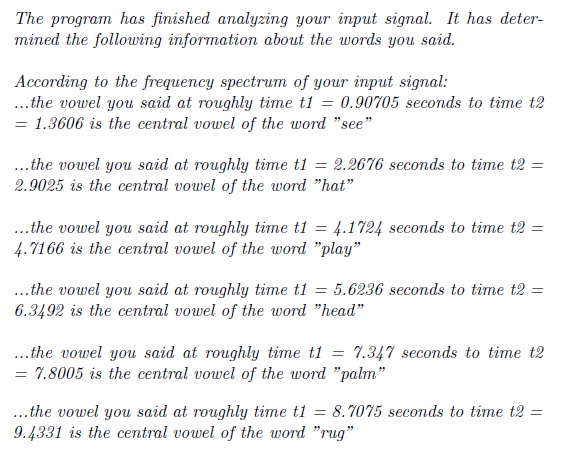 The program has finished analyzing your input signal. It has deter-
mined the following information about the words you said.
According to the frequency spectrum of your input signal:
...the vowel you said at roughly time t1 = 0.90705 seconds to time t2
= 1.3606 is the central vowel of the word "see"
...the vowel you said at roughly time t1 = 2.2676 seconds to time t2 =
2.9025 is the central vowel of the word "hat"
...the vowel you said at roughly time t1 = 4.1724 seconds to time t2 =
4.7166 is the central vowel of the word "play"
...the vowel you said at roughly time t1 = 5.6236 seconds to time t2 =
6.3492 is the central vowel of the word "head"
...the vowel you said at roughly time t1 = 7.347 seconds to time t2
= 7.8005 is the central vowel of the word "palm"
...the vowel you said at roughly time t1 = 8.7075 seconds to time t2 =
9.4331 is the central vowel of the word "rug"